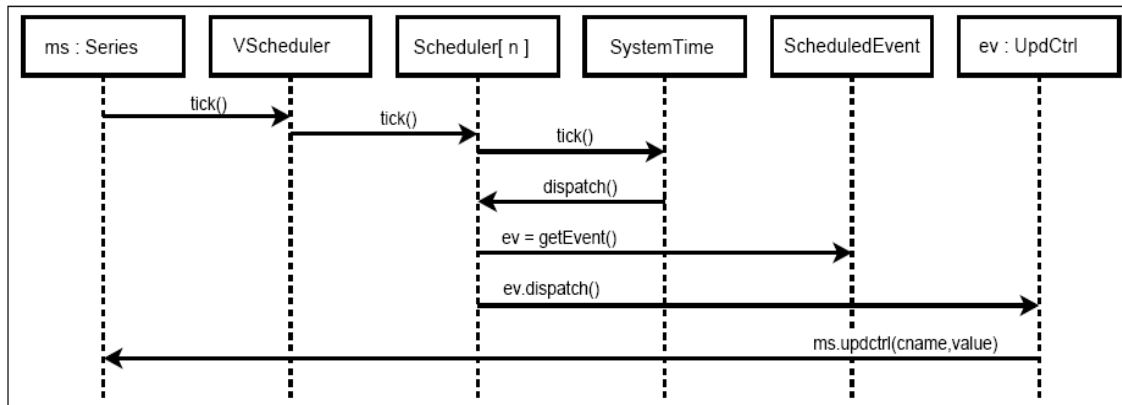 ms : Series
VScheduler
Scheduler[ n ]
SystemTime
ScheduledEvent
ev : UpdCtrl
tick()
tick()
tick()
dispatch()
ev = getEvent()
ev.dispatch()
ms.updctrl(cname,value)